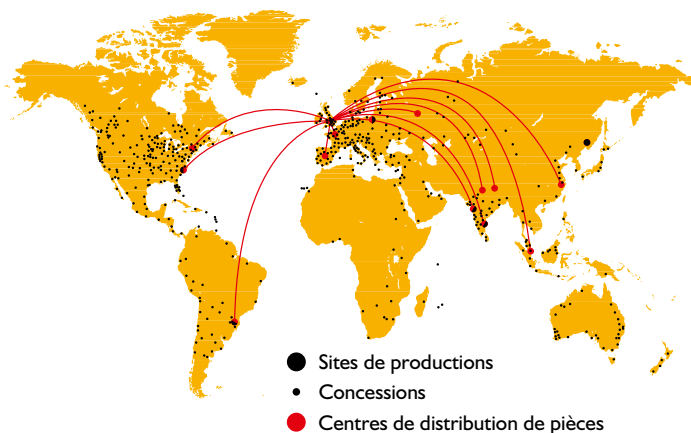 Sites de productions
Concessions
Centres de distribution de pièces